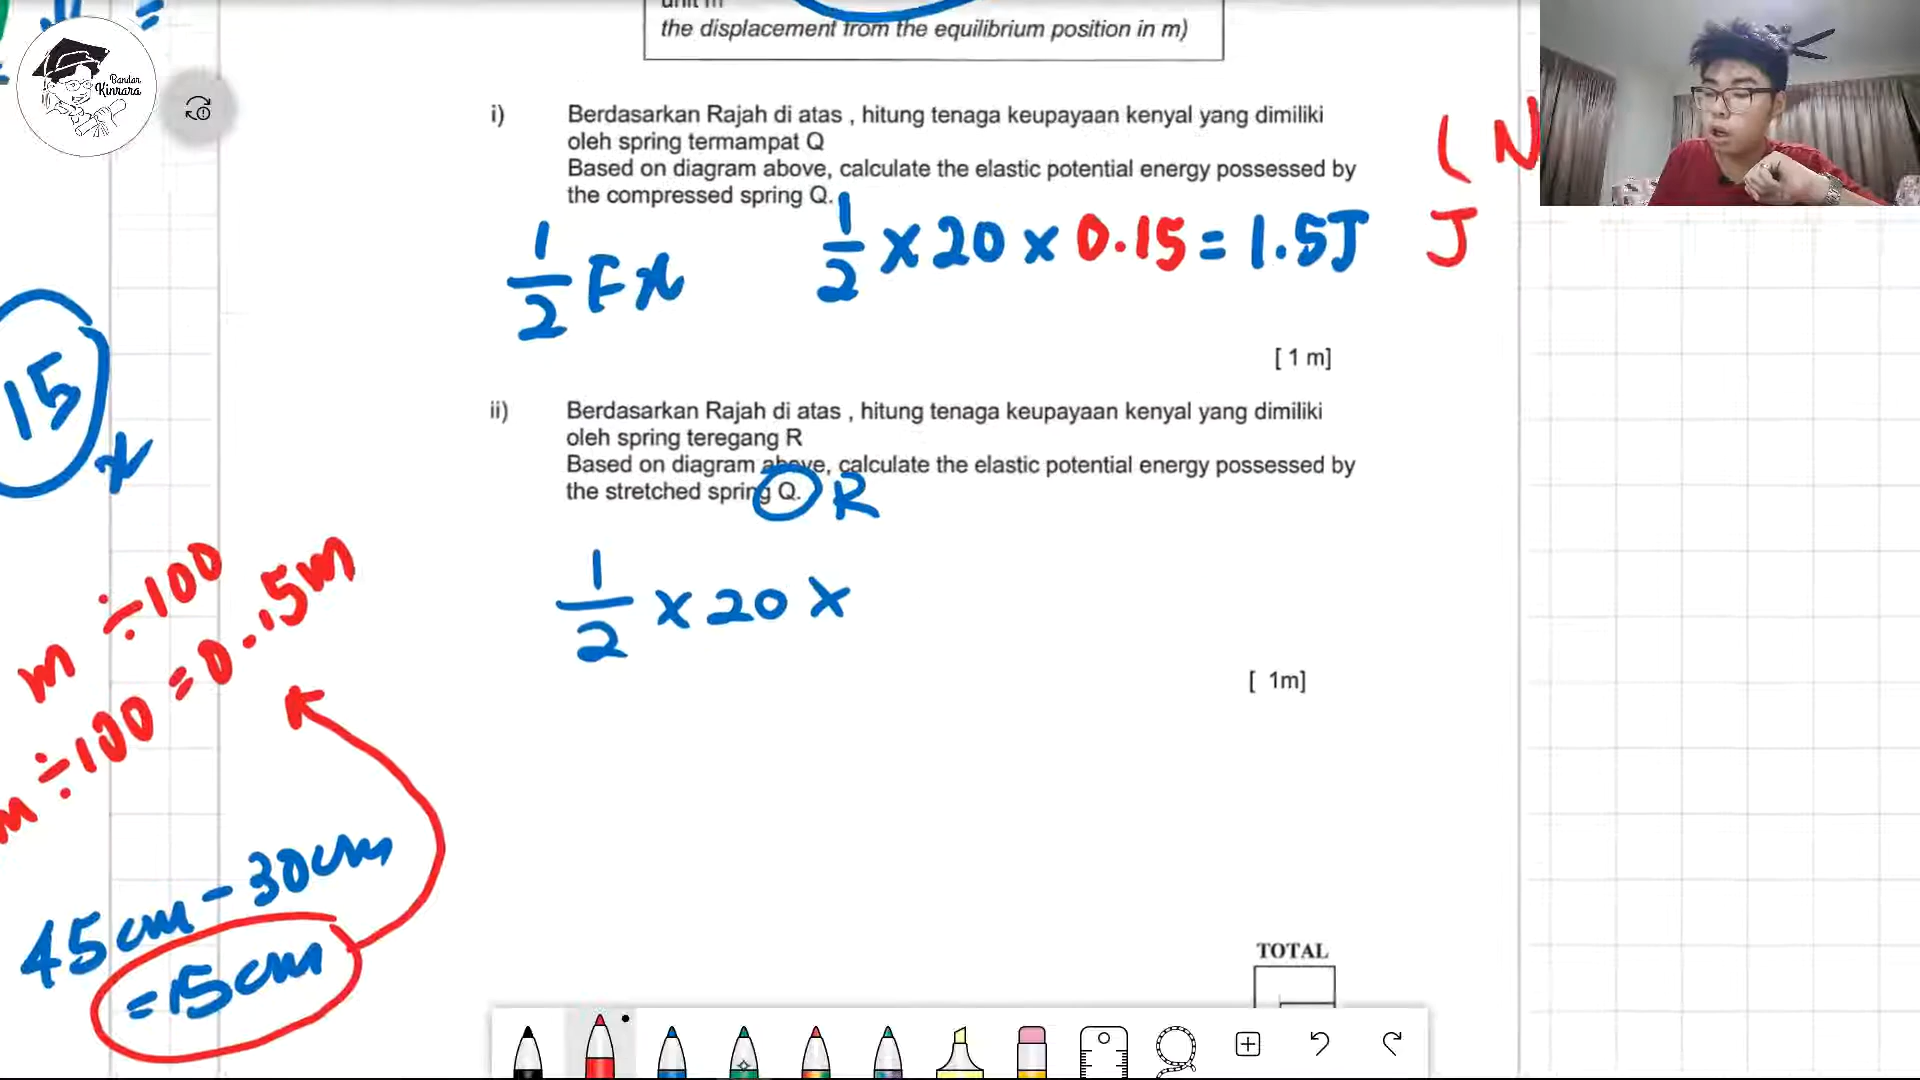 the displacement from the equilibrium position in m)
Bandar
Kinrara
i) Berdasarkan Rajah di atas , hitung tenaga keupayaan kenyal yang dimiliki
oleh spring termampat Q
Based on diagram above, calculate the elastic potential energy possessed by
the compressed spring Q.
(N
J
1/2 Fx
1/2 × 20 × 0.15 = 1.5J
[ 1 m]
15
x
ii) Berdasarkan Rajah di atas , hitung tenaga keupayaan kenyal yang dimiliki
oleh spring teregang R
Based on diagram above, calculate the elastic potential energy possessed by
the stretched spring Q. R
1/2 × 20 ×
[ 1m]
m ÷100
m ÷100 = 0.15m
45cm - 30cm
= 15cm
TOTAL